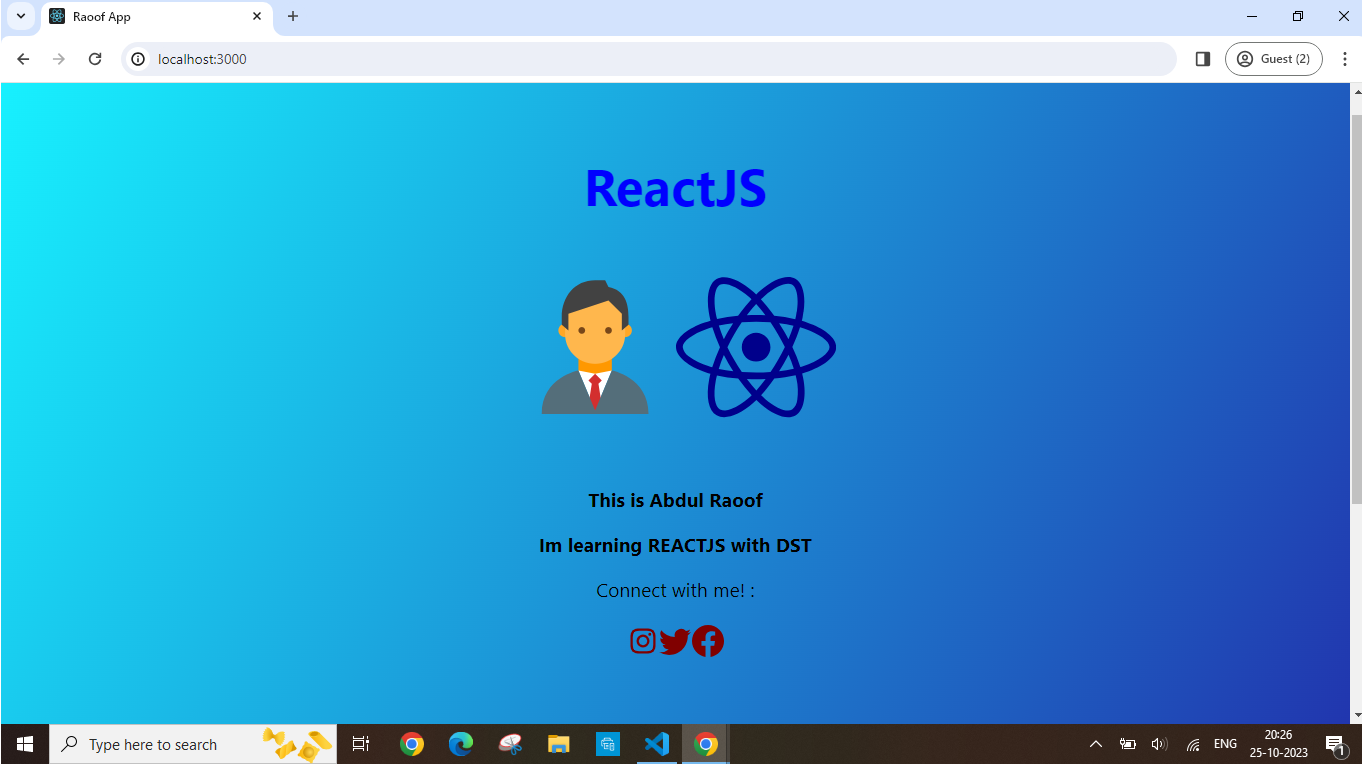 Raoof App
localhost:3000
Guest (2)
ReactJS
This is Abdul Raoof
Im learning REACTJS with DST
Connect with me! :
Type here to search
ENG
20:26
25-10-2023
1